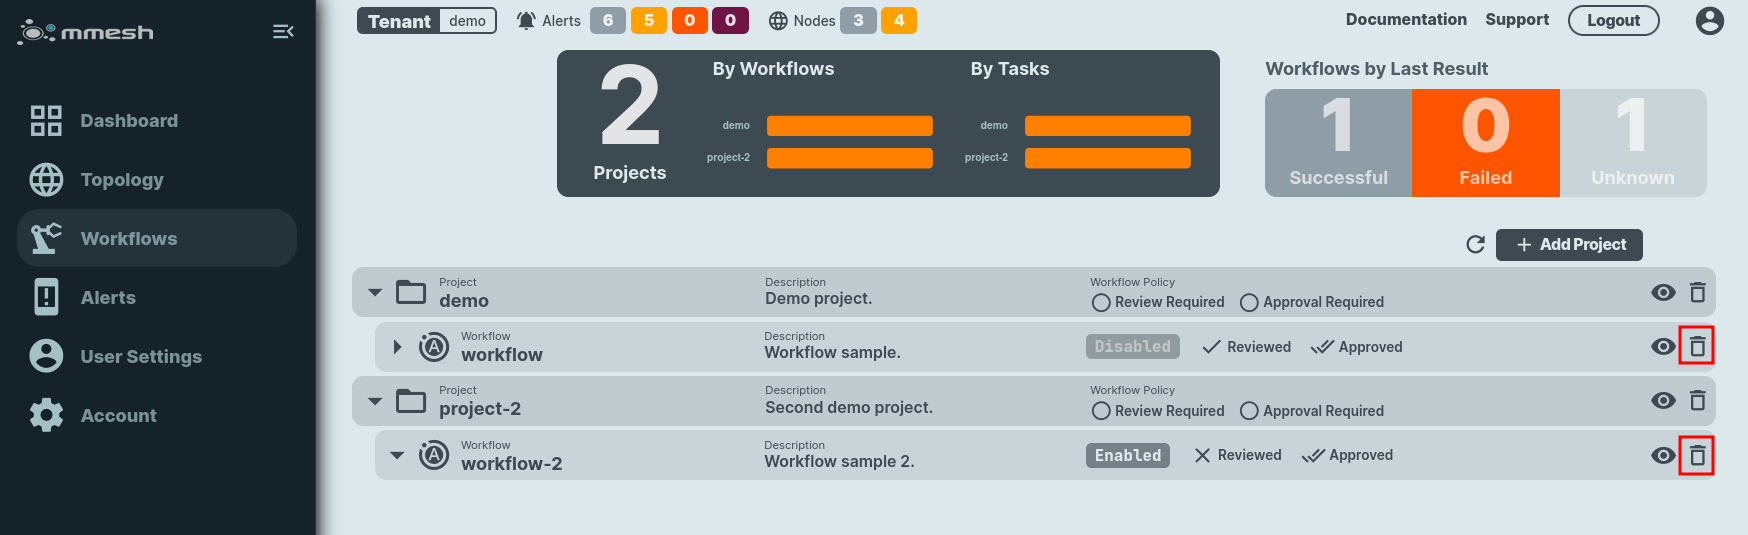 mmesh
Dashboard
Topology
Workflows
Alerts
User Settings
Account
Tenant demo Alerts 6 5 0 0 Nodes 3 4 Documentation Support Logout
2
Projects
By Workflows
demo
project-2
By Tasks
demo
project-2
Workflows by Last Result
1 0 1
Successful Failed Unknown
Add Project
Project Description Workflow Policy
demo Demo project. Review Required Approval Required
Workflow Description
workflow Workflow sample. Disabled Reviewed Approved
Project Description Workflow Policy
project-2 Second demo project. Review Required Approval Required
Workflow Description
workflow-2 Workflow sample 2. Enabled Reviewed Approved